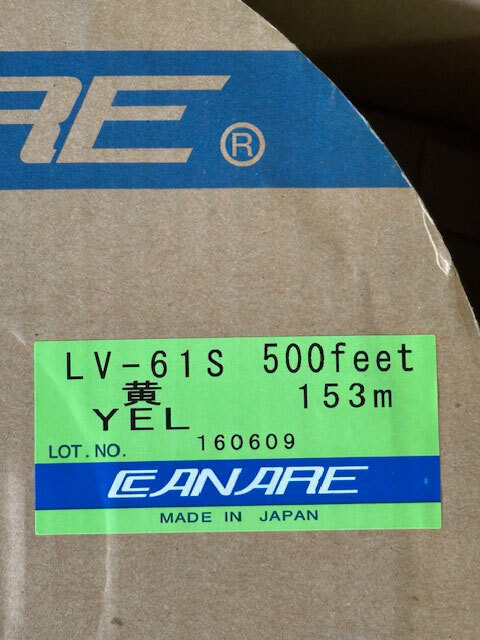 ARE®
LV-61S 500feet
黄 153m
YEL
LOT.NO. 160609
CANARE
MADE IN JAPAN